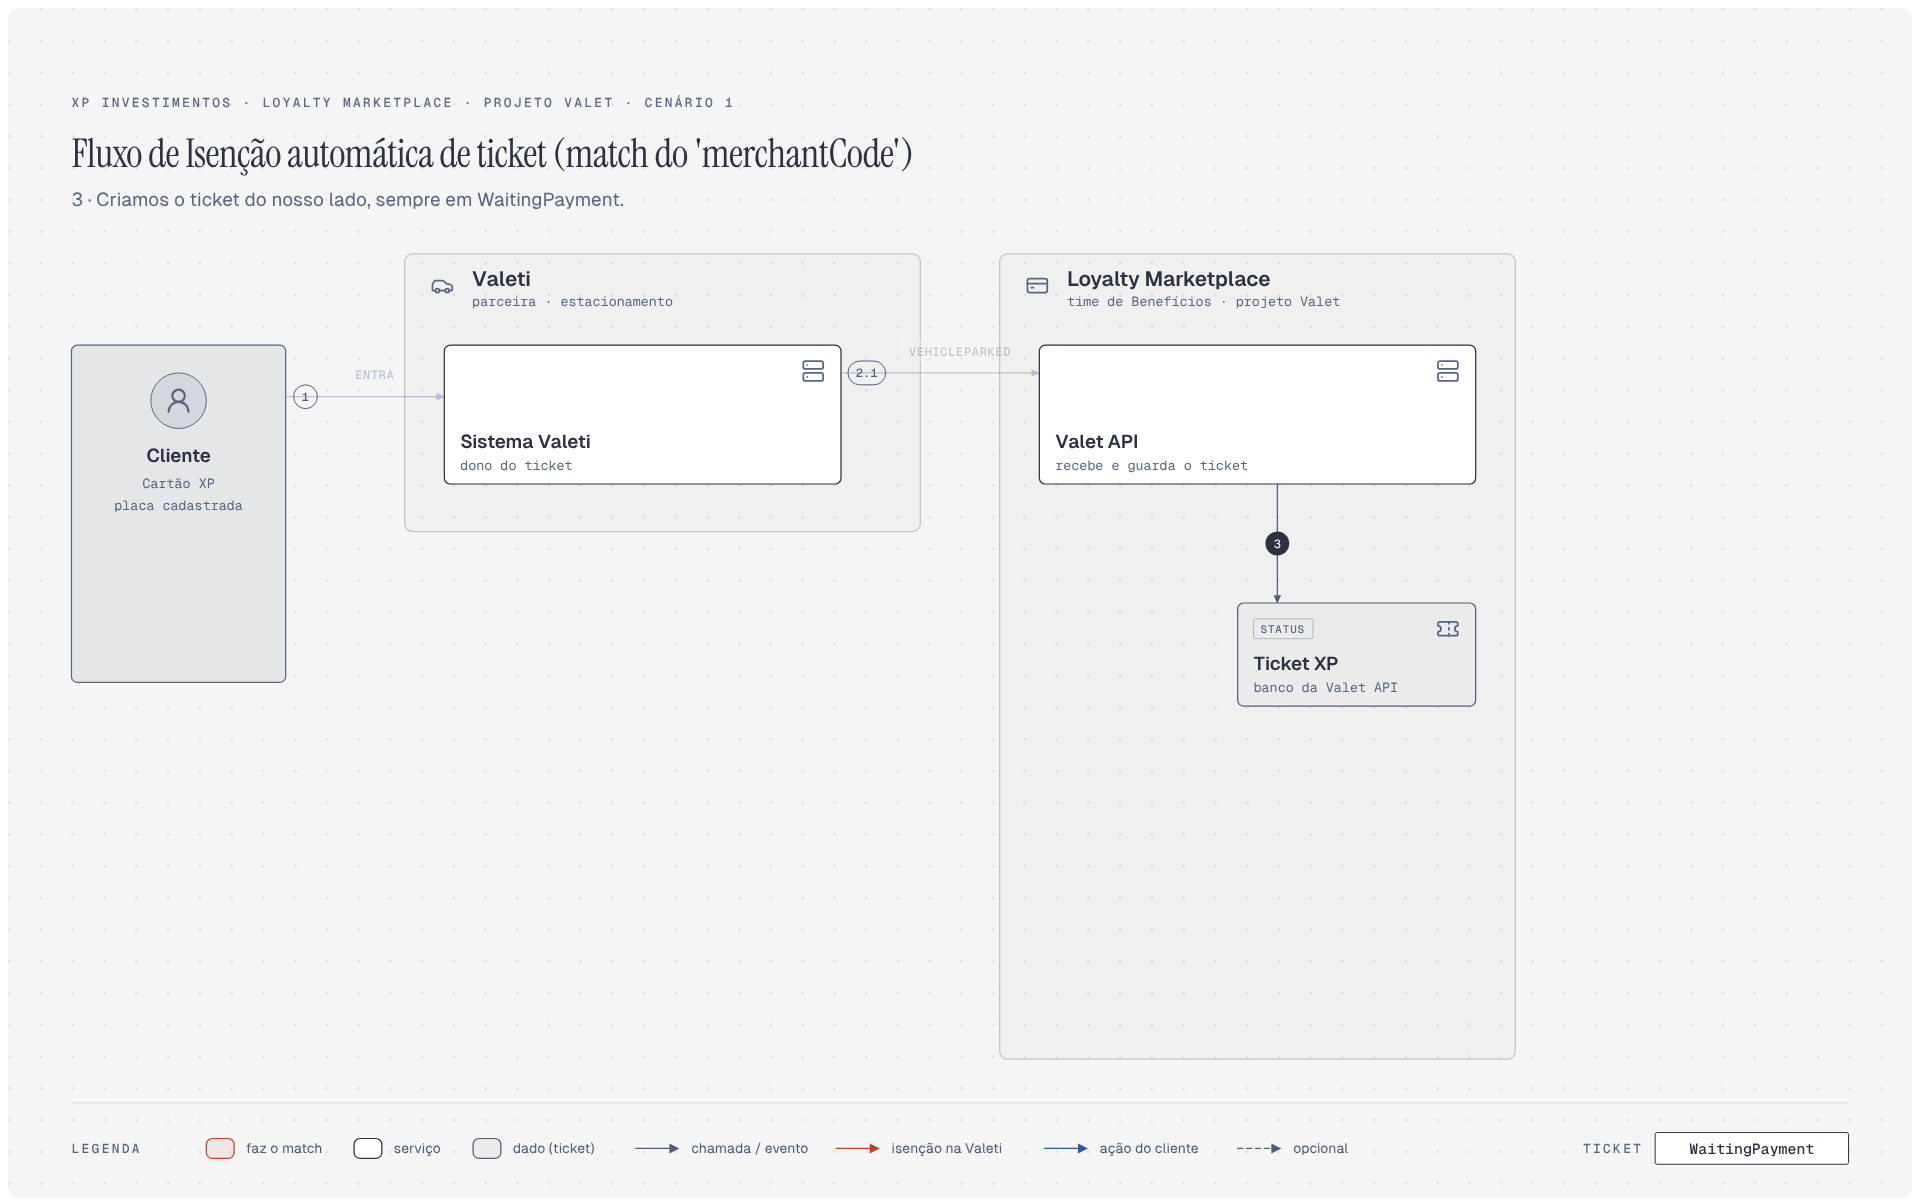 XP INVESTIMENTOS · LOYALTY MARKETPLACE · PROJETO VALET · CENÁRIO 1
Fluxo de Isenção automática de ticket (match do 'merchantCode')
3 · Criamos o ticket do nosso lado, sempre em WaitingPayment.
Valeti
parceira · estacionamento
Loyalty Marketplace
time de Benefícios · projeto Valet
Cliente
Cartão XP
placa cadastrada
1
ENTRA
Sistema Valeti
dono do ticket
2.1
VEHICLEPARKED
Valet API
recebe e guarda o ticket
3
STATUS
Ticket XP
banco da Valet API
LEGENDA
faz o match
serviço
dado (ticket)
chamada / evento
isenção na Valeti
ação do cliente
opcional
TICKET
WaitingPayment